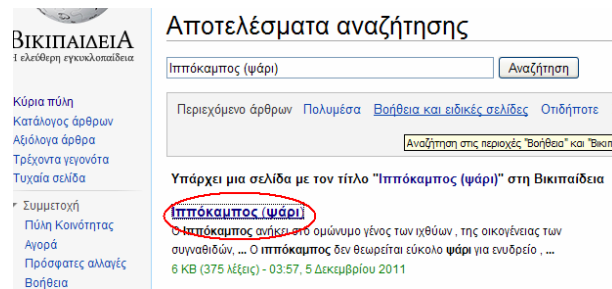 ΒΙΚΙΠΑΙΔΕΙΑ
Η ελεύθερη εγκυκλοπαίδεια
Κύρια πύλη
Κατάλογος άρθρων
Αξιόλογα άρθρα
Τρέχοντα γεγονότα
Τυχαία σελίδα
Συμμετοχή
Πύλη Κοινότητας
Αγορά
Πρόσφατες αλλαγές
Βοήθεια
Αποτελέσματα αναζήτησης
Ιππόκαμπος (ψάρι) Αναζήτηση
Περιεχόμενο άρθρων Πολυμέσα Βοήθεια και ειδικές σελίδες Οτιδήποτε
Αναζήτηση στις περιοχές "Βοήθεια" και "Βικιπ
Υπάρχει μια σελίδα με τον τίτλο "Ιππόκαμπος (ψάρι)" στη Βικιπαίδεια
Ιππόκαμπος (ψάρι)
Ο Ιππόκαμπος ανήκει στο ομώνυμο γένος των ιχθύων , της οικογένειας των
συγναθιδών, ... Ο ιππόκαμπος δεν θεωρείται εύκολο ψάρι για ενυδρείο , ...
6 KB (375 λέξεις) - 03:57, 5 Δεκεμβρίου 2011